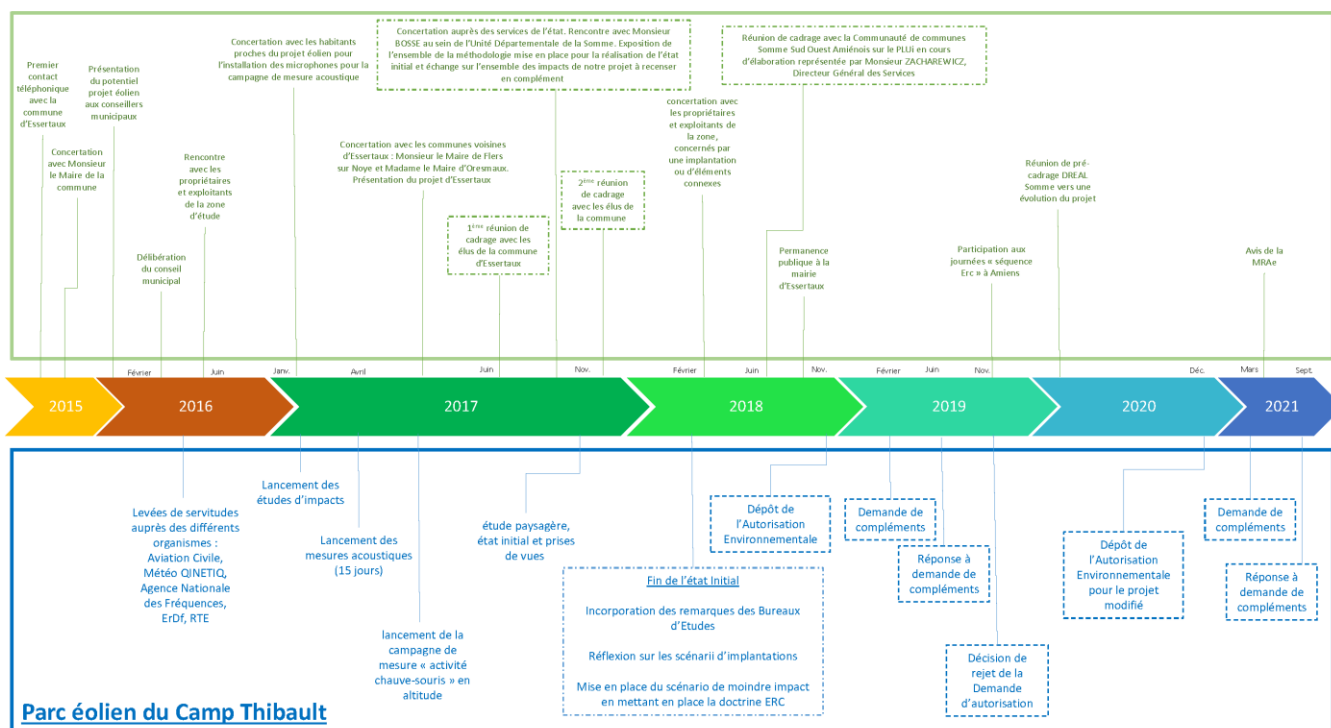 Premier
contact
téléphonique
avec la
commune
d'Essertaux
Concertation
avec Monsieur
le Maire de la
commune
Présentation
du potentiel
projet éolien
aux conseillers
municipaux
Délibération
du conseil
municipal
Rencontre
avec les
propriétaires
et exploitants
de la zone
d'étude
Concertation avec les habitants
proches du projet éolien pour
l'installation des microphones pour la
campagne de mesure acoustique
Concertation avec les communes voisines
d'Essertaux : Monsieur le Maire de Flers
sur Noye et Madame le Maire d'Oresmaux.
Présentation du projet d'Essertaux
1ère réunion de
cadrage avec les
élus de la commune
d'Essertaux
Concertation auprès des services de l'état. Rencontre avec Monsieur
BOSSE au sein de l'Unité Départementale de la Somme. Exposition de
l'ensemble de la méthodologie mise en place pour la réalisation de l'état
initial et échange sur l'ensemble des impacts de notre projet à recenser
en complément
2ème réunion
de cadrage
avec les élus de
la commune
concertation avec
les propriétaires
et exploitants de
la zone,
concernés par
une implantation
ou d'éléments
connexes
Réunion de cadrage avec la Communauté de communes
Somme Sud Ouest Amiénois sur le PLUi en cours
d'élaboration représentée par Monsieur ZACHAREWICZ,
Directeur Général des Services
Permanence
publique à la
mairie
d'Essertaux
Participation aux
journées « séquence
Erc » à Amiens
Réunion de pré-
cadrage DREAL
Somme vers une
évolution du projet
Avis de la
MRAe
Février Juin Janv. Avril Juin Nov. Février Juin Nov. Février Juin Nov. Déc. Mars Sept.
2015 2016 2017 2018 2019 2020 2021
Levées de servitudes
auprès des différents
organismes :
Aviation Civile,
Météo QINETIQ,
Agence Nationale
des Fréquences,
ErDf, RTE
Lancement des
études d'impacts
Lancement des
mesures acoustiques
(15 jours)
lancement de la
campagne de
mesure « activité
chauve-souris » en
altitude
étude paysagère,
état initial et prises
de vues
Fin de l'état Initial
Incorporation des remarques des Bureaux
d'Etudes
Réflexion sur les scénarii d'implantations
Mise en place du scénario de moindre impact
en mettant en place la doctrine ERC
Dépôt de
l'Autorisation
Environnementale
Demande de
compléments
Réponse à
demande de
compléments
Décision de
rejet de la
Demande
d'autorisation
Dépôt de
l'Autorisation
Environnementale
pour le projet
modifié
Demande de
compléments
Réponse à
demande de
compléments
Parc éolien du Camp Thibault